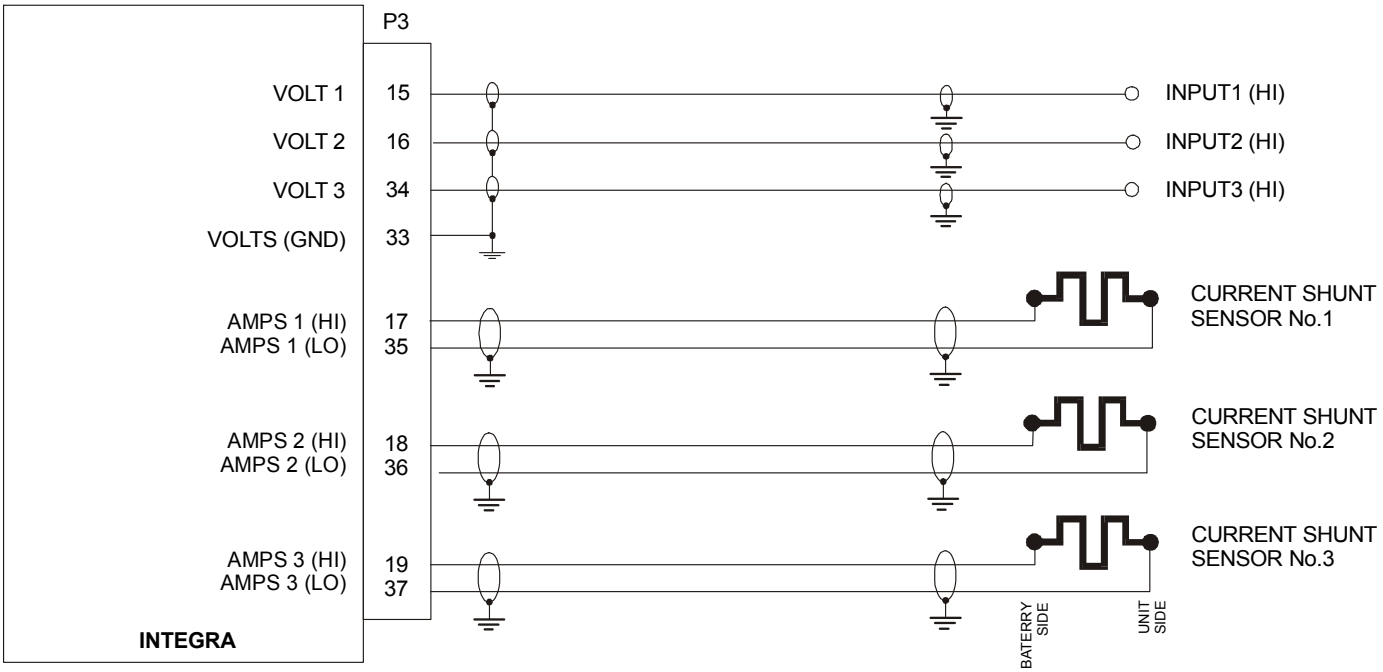 P3
VOLT 1 15 INPUT1 (HI)
VOLT 2 16 INPUT2 (HI)
VOLT 3 34 INPUT3 (HI)
VOLTS (GND) 33
CURRENT SHUNT
SENSOR No.1
AMPS 1 (HI) 17
AMPS 1 (LO) 35
CURRENT SHUNT
SENSOR No.2
AMPS 2 (HI) 18
AMPS 2 (LO) 36
CURRENT SHUNT
SENSOR No.3
AMPS 3 (HI) 19
AMPS 3 (LO) 37
BATERRY
SIDE
UNIT
SIDE
INTEGRA